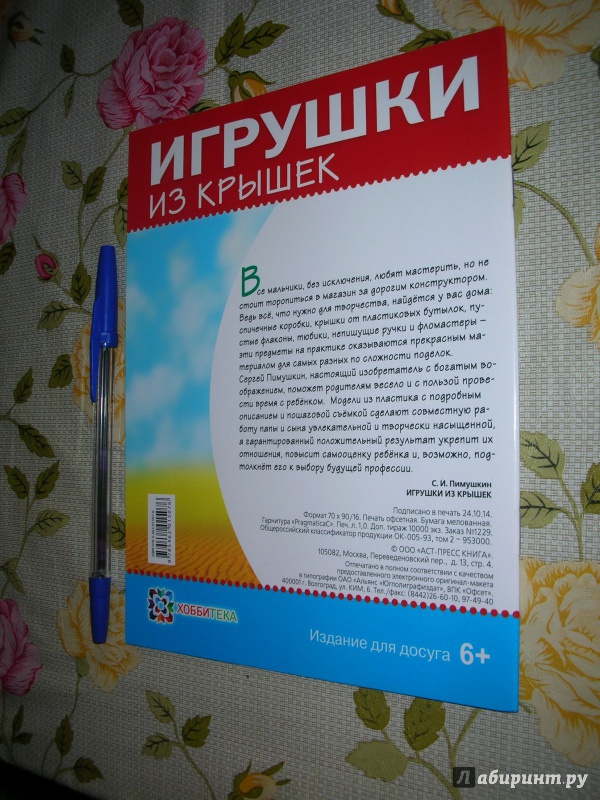 ИГРУШКИ
ИЗ КРЫШЕК
Все мальчики, без исключения, любят мастерить, но не
стоит торопиться в магазин за дорогим конструктором.
Ведь всё, что нужно для творчества, найдётся у вас дома:
спичечные коробки, крышки от пластиковых бутылок, пу-
стые флаконы, тюбики, непишущие ручки и фломастеры –
эти предметы на практике оказываются прекрасным ма-
териалом для самых разных по сложности поделок.
Сергей Пимушкин, настоящий изобретатель с богатым во-
ображением, поможет родителям весело и с пользой прове-
сти время с ребёнком. Модели из пластика с подробным
описанием и пошаговой съёмкой сделают совместную ра-
боту папы и сына увлекательной и творчески насыщенной,
а гарантированный положительный результат укрепит их
отношения, повысит самооценку ребёнка и, возможно, под-
толкнёт его к выбору будущей профессии.
С. И. Пимушкин
ИГРУШКИ ИЗ КРЫШЕК
Подписано в печать 24.10.14.
Формат 70 х 90/16. Печать офсетная. Бумага мелованная.
Гарнитура «PragmaticaC». Печ. л. 1,0. Доп. тираж 10000 экз. Заказ №1229.
Общероссийский классификатор продукции ОК-005-93, том 2 – 953000.
© ООО «АСТ-ПРЕСС КНИГА».
105082, Москва, Переведеновский пер., д. 13, стр. 4.
Отпечатано в полном соответствии с качеством
предоставленного электронного оригинал-макета
в типографии ОАО «Альянс «Югполиграфиздат», ВПК «Офсет».
400001 г. Волгоград, ул. КИМ, 6. Тел./факс: (8442)26-60-10, 97-49-40
ХОББИТЕКА
Издание для досуга 6+
Лабиринт.ру